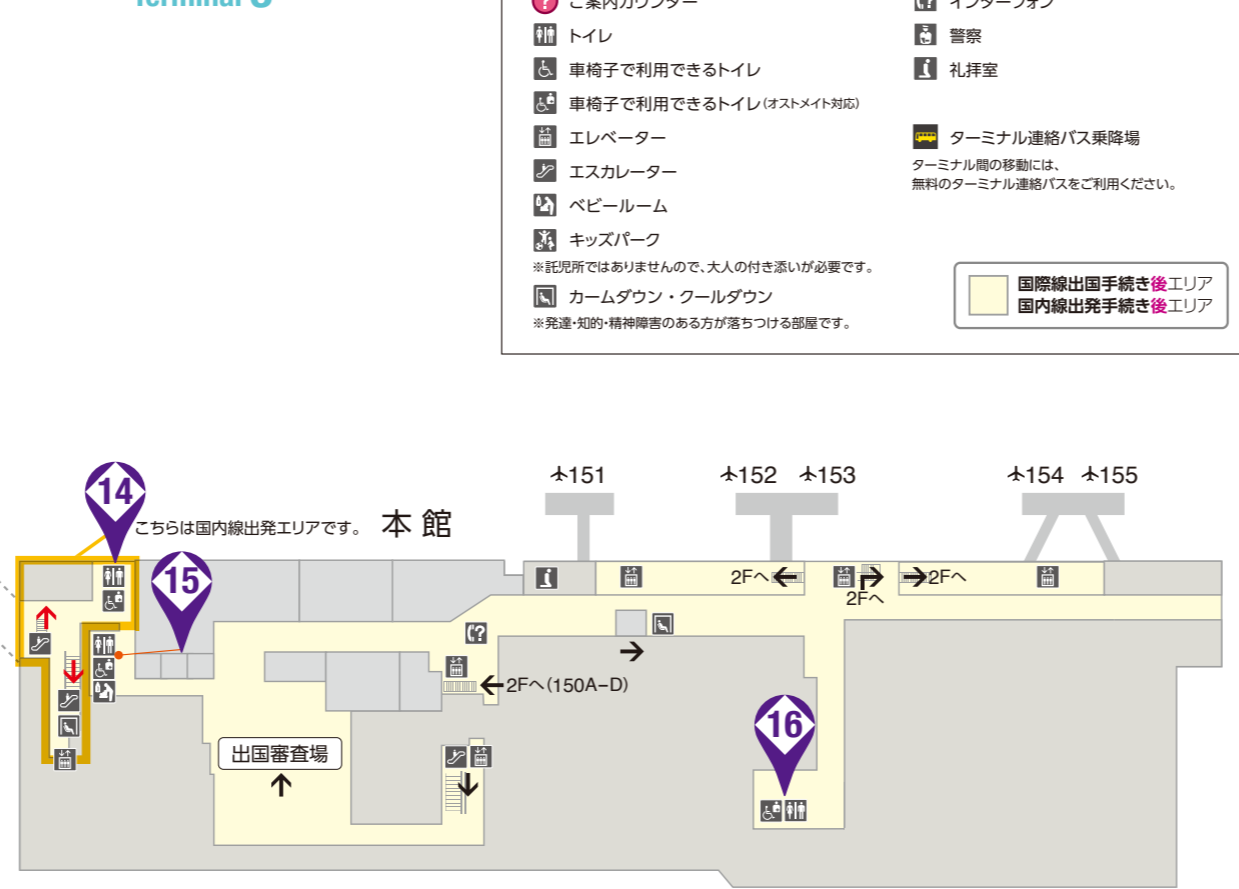 Terminal 3
? ご案内カウンター
インターフォン
トイレ
警察
車椅子で利用できるトイレ
礼拝室
車椅子で利用できるトイレ(オストメイト対応)
エレベーター
ターミナル連絡バス乗降場
ターミナル間の移動には、
無料のターミナル連絡バスをご利用ください。
エスカレーター
ベビールーム
キッズパーク
※託児所ではありませんので、大人の付き添いが必要です。
カームダウン・クールダウン
※発達・知的・精神障害のある方が落ちつける部屋です。
国際線出国手続き後エリア
国内線出発手続き後エリア
151
152
153
154
155
14
こちらは国内線出発エリアです。
本館
15
2Fへ
2Fへ
2Fへ
2Fへ(150A-D)
16
出国審査場